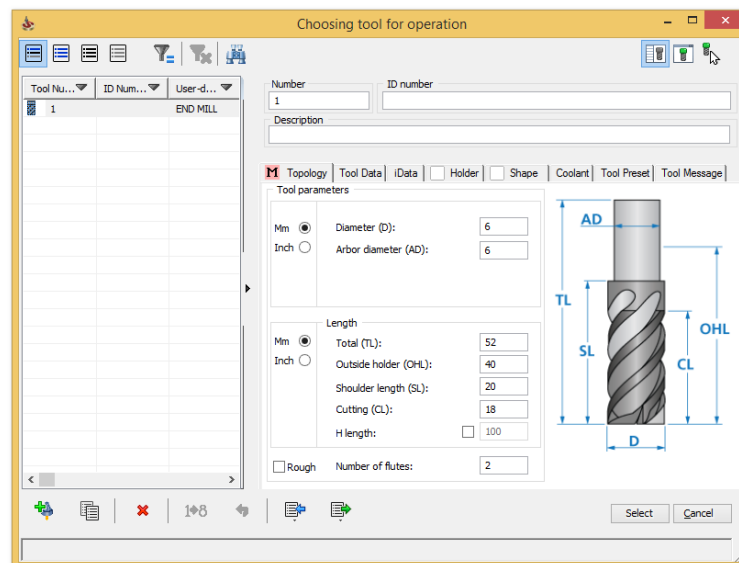 Choosing tool for operation
Tool Nu... ID Num... User-d...
1 END MILL
Number ID number
1
Description
M Topology Tool Data iData Holder Shape Coolant Tool Preset Tool Message
Tool parameters
Mm Diameter (D): 6
Inch Arbor diameter (AD): 6
Length
Mm Total (TL): 52
Inch Outside holder (OHL): 40
Shoulder length (SL): 20
Cutting (CL): 18
H length: 100
Rough Number of flutes: 2
AD
TL
OHL
SL
CL
D
1 8
Select Cancel